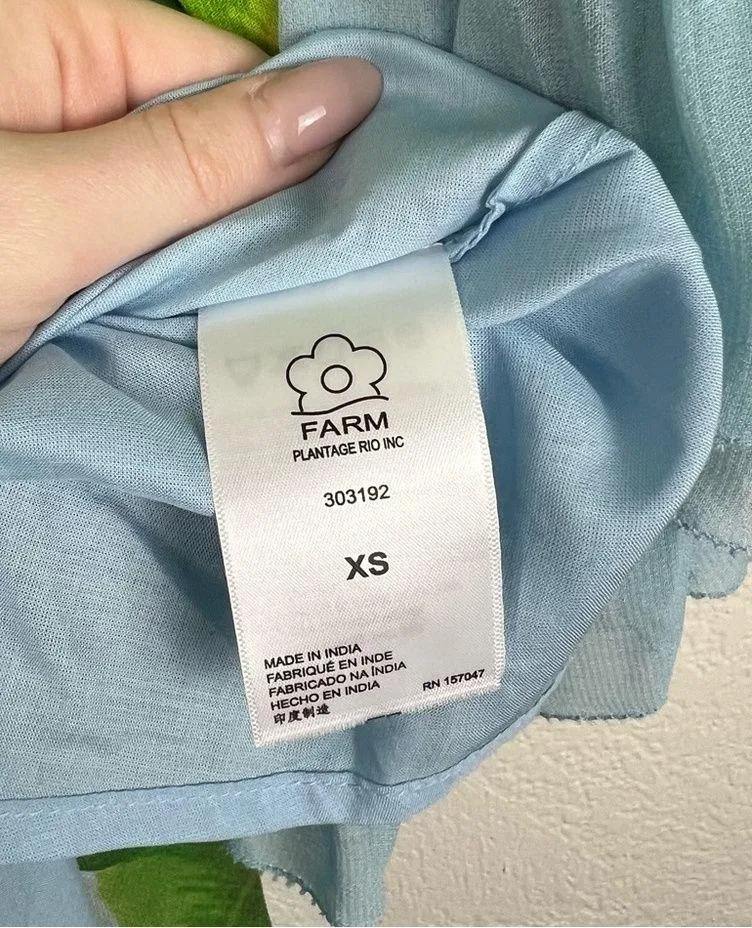 FARM
PLANTAGE RIO INC
303192
XS
MADE IN INDIA
FABRIQUÉ EN INDE
FABRICADO NA ÍNDIA
HECHO EN INDIA
印度制造
RN 157047